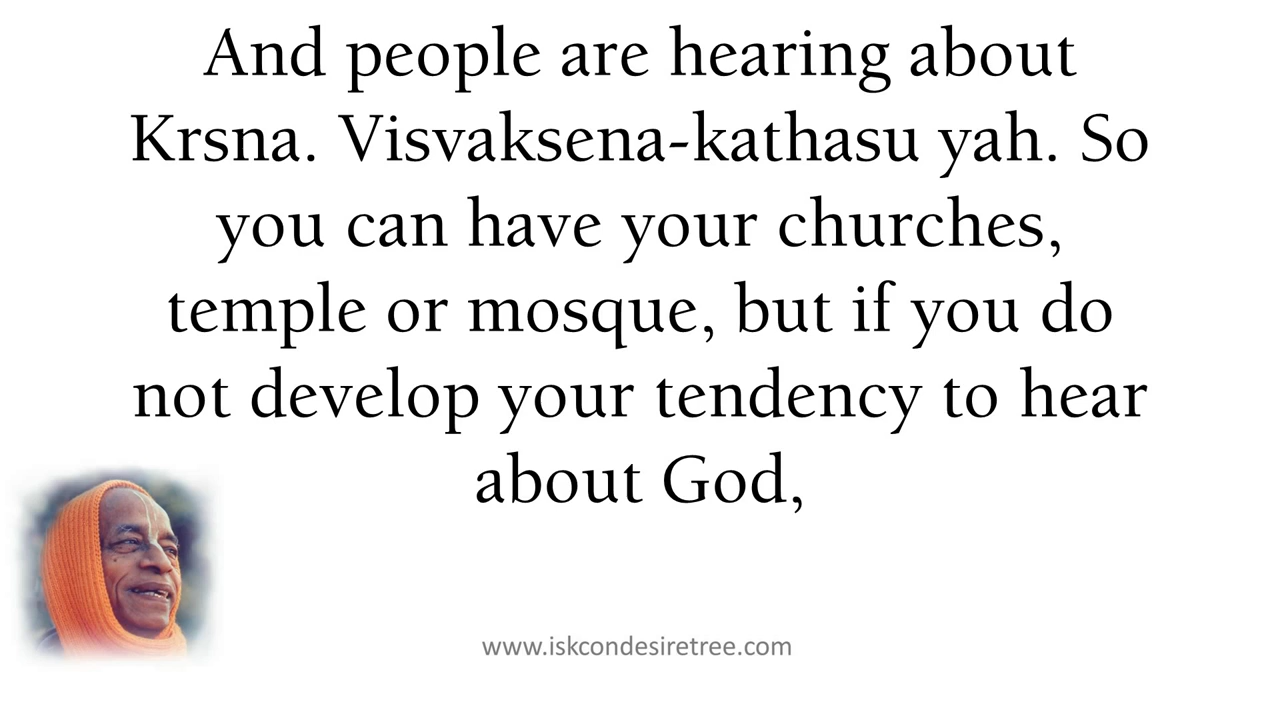 And people are hearing about
Krsna. Visvaksena-kathasu yah. So
you can have your churches,
temple or mosque, but if you do
not develop your tendency to hear
about God,
www.iskcondesiretree.com